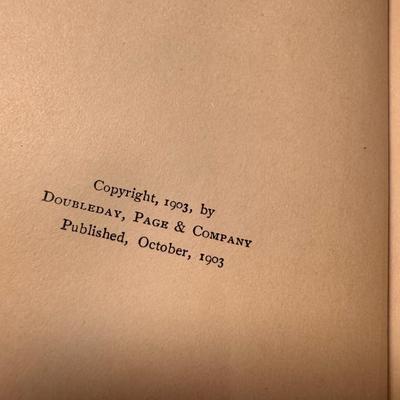 Copyright, 1903, by
Doubleday, Page & Company
Published, October, 1903